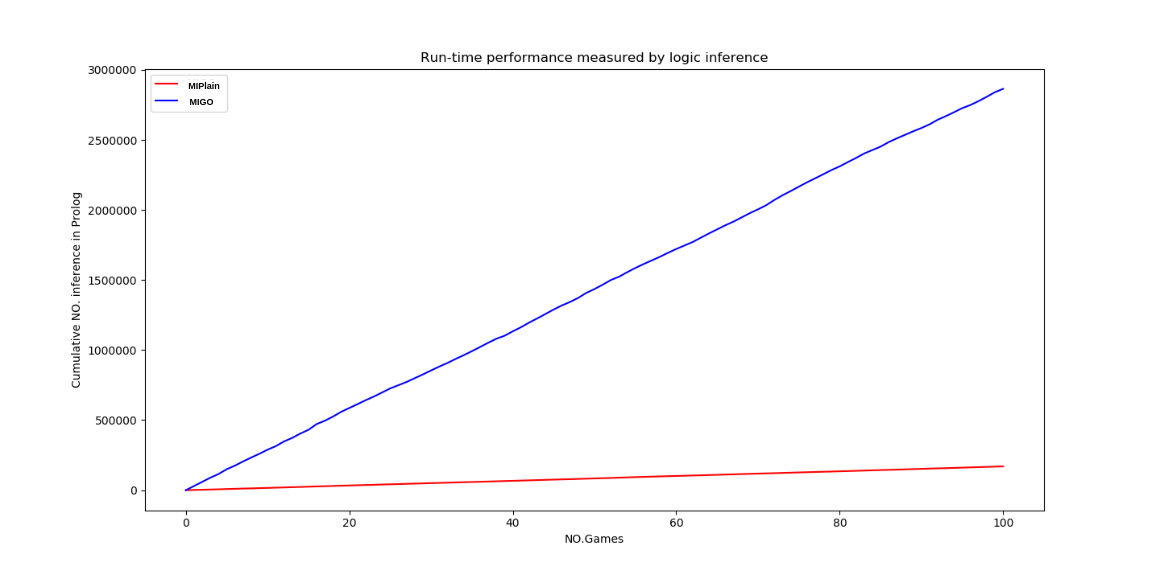 Run-time performance measured by logic inference
MIPlain
MIGO
Cumulative NO. inference in Prolog
3000000
2500000
2000000
1500000
1000000
500000
0
0 20 40 60 80 100
NO.Games